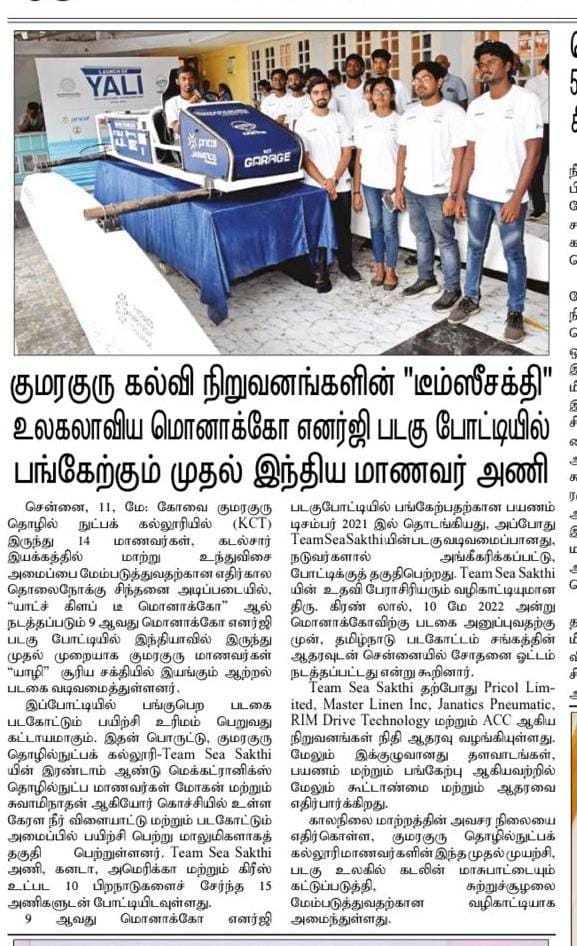 LAUNCH OF
YALI
pricol
pricol
JANATICS
GARAGE
குமரகுரு கல்வி நிறுவனங்களின் "டீம்ஸீசக்தி"
உலகலாவிய மொனாக்கோ எனர்ஜி படகு போட்டியில்
பங்கேற்கும் முதல் இந்திய மாணவர் அணி
சென்னை, 11, மே: கோவை குமரகுரு
தொழில் நுட்பக் கல்லூரியில் (KCT)
இருந்து 14 மாணவர்கள், கடல்சார்
இயக்கத்தில் மாற்று உந்துவிசை
அமைப்பை மேம்படுத்துவதற்கான எதிர்கால
தொலைநோக்கு சிந்தனை அடிப்படையில்,
“யாட்ச் கிளப் டீ மொனாக்கோ” ஆல்
நடத்தப்படும் 9 ஆவது மொனாக்கோ எனர்ஜி
படகு போட்டியில் இந்தியாவில் இருந்து
முதல் முறையாக குமரகுரு மாணவர்கள்
“யாழி” சூரிய சக்தியில் இயங்கும் ஆற்றல்
படகை வடிவமைத்துள்ளனர்.
இப்போட்டியில் பங்குபெற படகை
படகோட்டும் பயிற்சி உரிமம் பெறுவது
கட்டாயமாகும். இதன் பொருட்டு, குமரகுரு
தொழில்நுட்பக் கல்லூரி-Team Sea Sakthi
யின் இரண்டாம் ஆண்டு மெக்கட்ரானிக்ஸ்
தொழில்நுட்ப மாணவர்கள் மோகன் மற்றும்
சுவாமிநாதன் ஆகியோர் கொச்சியில் உள்ள
கேரள நீர் விளையாட்டு மற்றும் படகோட்டும்
அமைப்பில் பயிற்சி பெற்று மாலுமிகளாகத்
தகுதி பெற்றுள்ளனர். Team Sea Sakthi
அணி, கனடா, அமெரிக்கா மற்றும் கிரீஸ்
உட்பட 10 பிறநாடுகளைச் சேர்ந்த 15
அணிகளுடன் போட்டியிடவுள்ளது.
9 ஆவது மொனாக்கோ எனர்ஜி
படகுபோட்டியில் பங்கேற்பதற்கான பயணம்
டிசம்பர் 2021 இல் தொடங்கியது, அப்போது
TeamSeaSakthiயின்படகுவடிவமைப்பானது,
நடுவர்களால் அங்கீகரிக்கப்பட்டு,
போட்டிக்குத் தகுதிபெற்றது. Team Sea Sakthi
யின் உதவி பேராசிரியரும் வழிகாட்டியுமான
திரு. கிரண் லால், 10 மே 2022 அன்று
மொனாக்கோவிற்கு படகை அனுப்புவதற்கு
முன், தமிழ்நாடு படகோட்டம் சங்கத்தின்
ஆதரவுடன் சென்னையில் சோதனை ஓட்டம்
நடத்தப்பட்டது என்று கூறினார்.
Team Sea Sakthi தற்போது Pricol Lim-
ited, Master Linen Inc, Janatics Pneumatic,
RIM Drive Technology மற்றும் ACC ஆகிய
நிறுவனங்கள் நிதி ஆதரவு வழங்கியுள்ளது.
மேலும் இக்குழுவானது தளவாடங்கள்,
பயணம் மற்றும் பங்கேற்பு ஆகியவற்றில்
மேலும் கூட்டாண்மை மற்றும் ஆதரவை
எதிர்பார்க்கிறது.
காலநிலை மாற்றத்தின் அவசர நிலையை
எதிர்கொள்ள, குமரகுரு தொழில்நுட்பக்
கல்லூரிமாணவர்களின் இந்த முதல் முயற்சி,
படகு உலகில் கடலின் மாசுபாட்டையும்
கட்டுப்படுத்தி, சுற்றுச்சூழலை
மேம்படுத்துவதற்கான வழிகாட்டியாக
அமைந்துள்ளது.